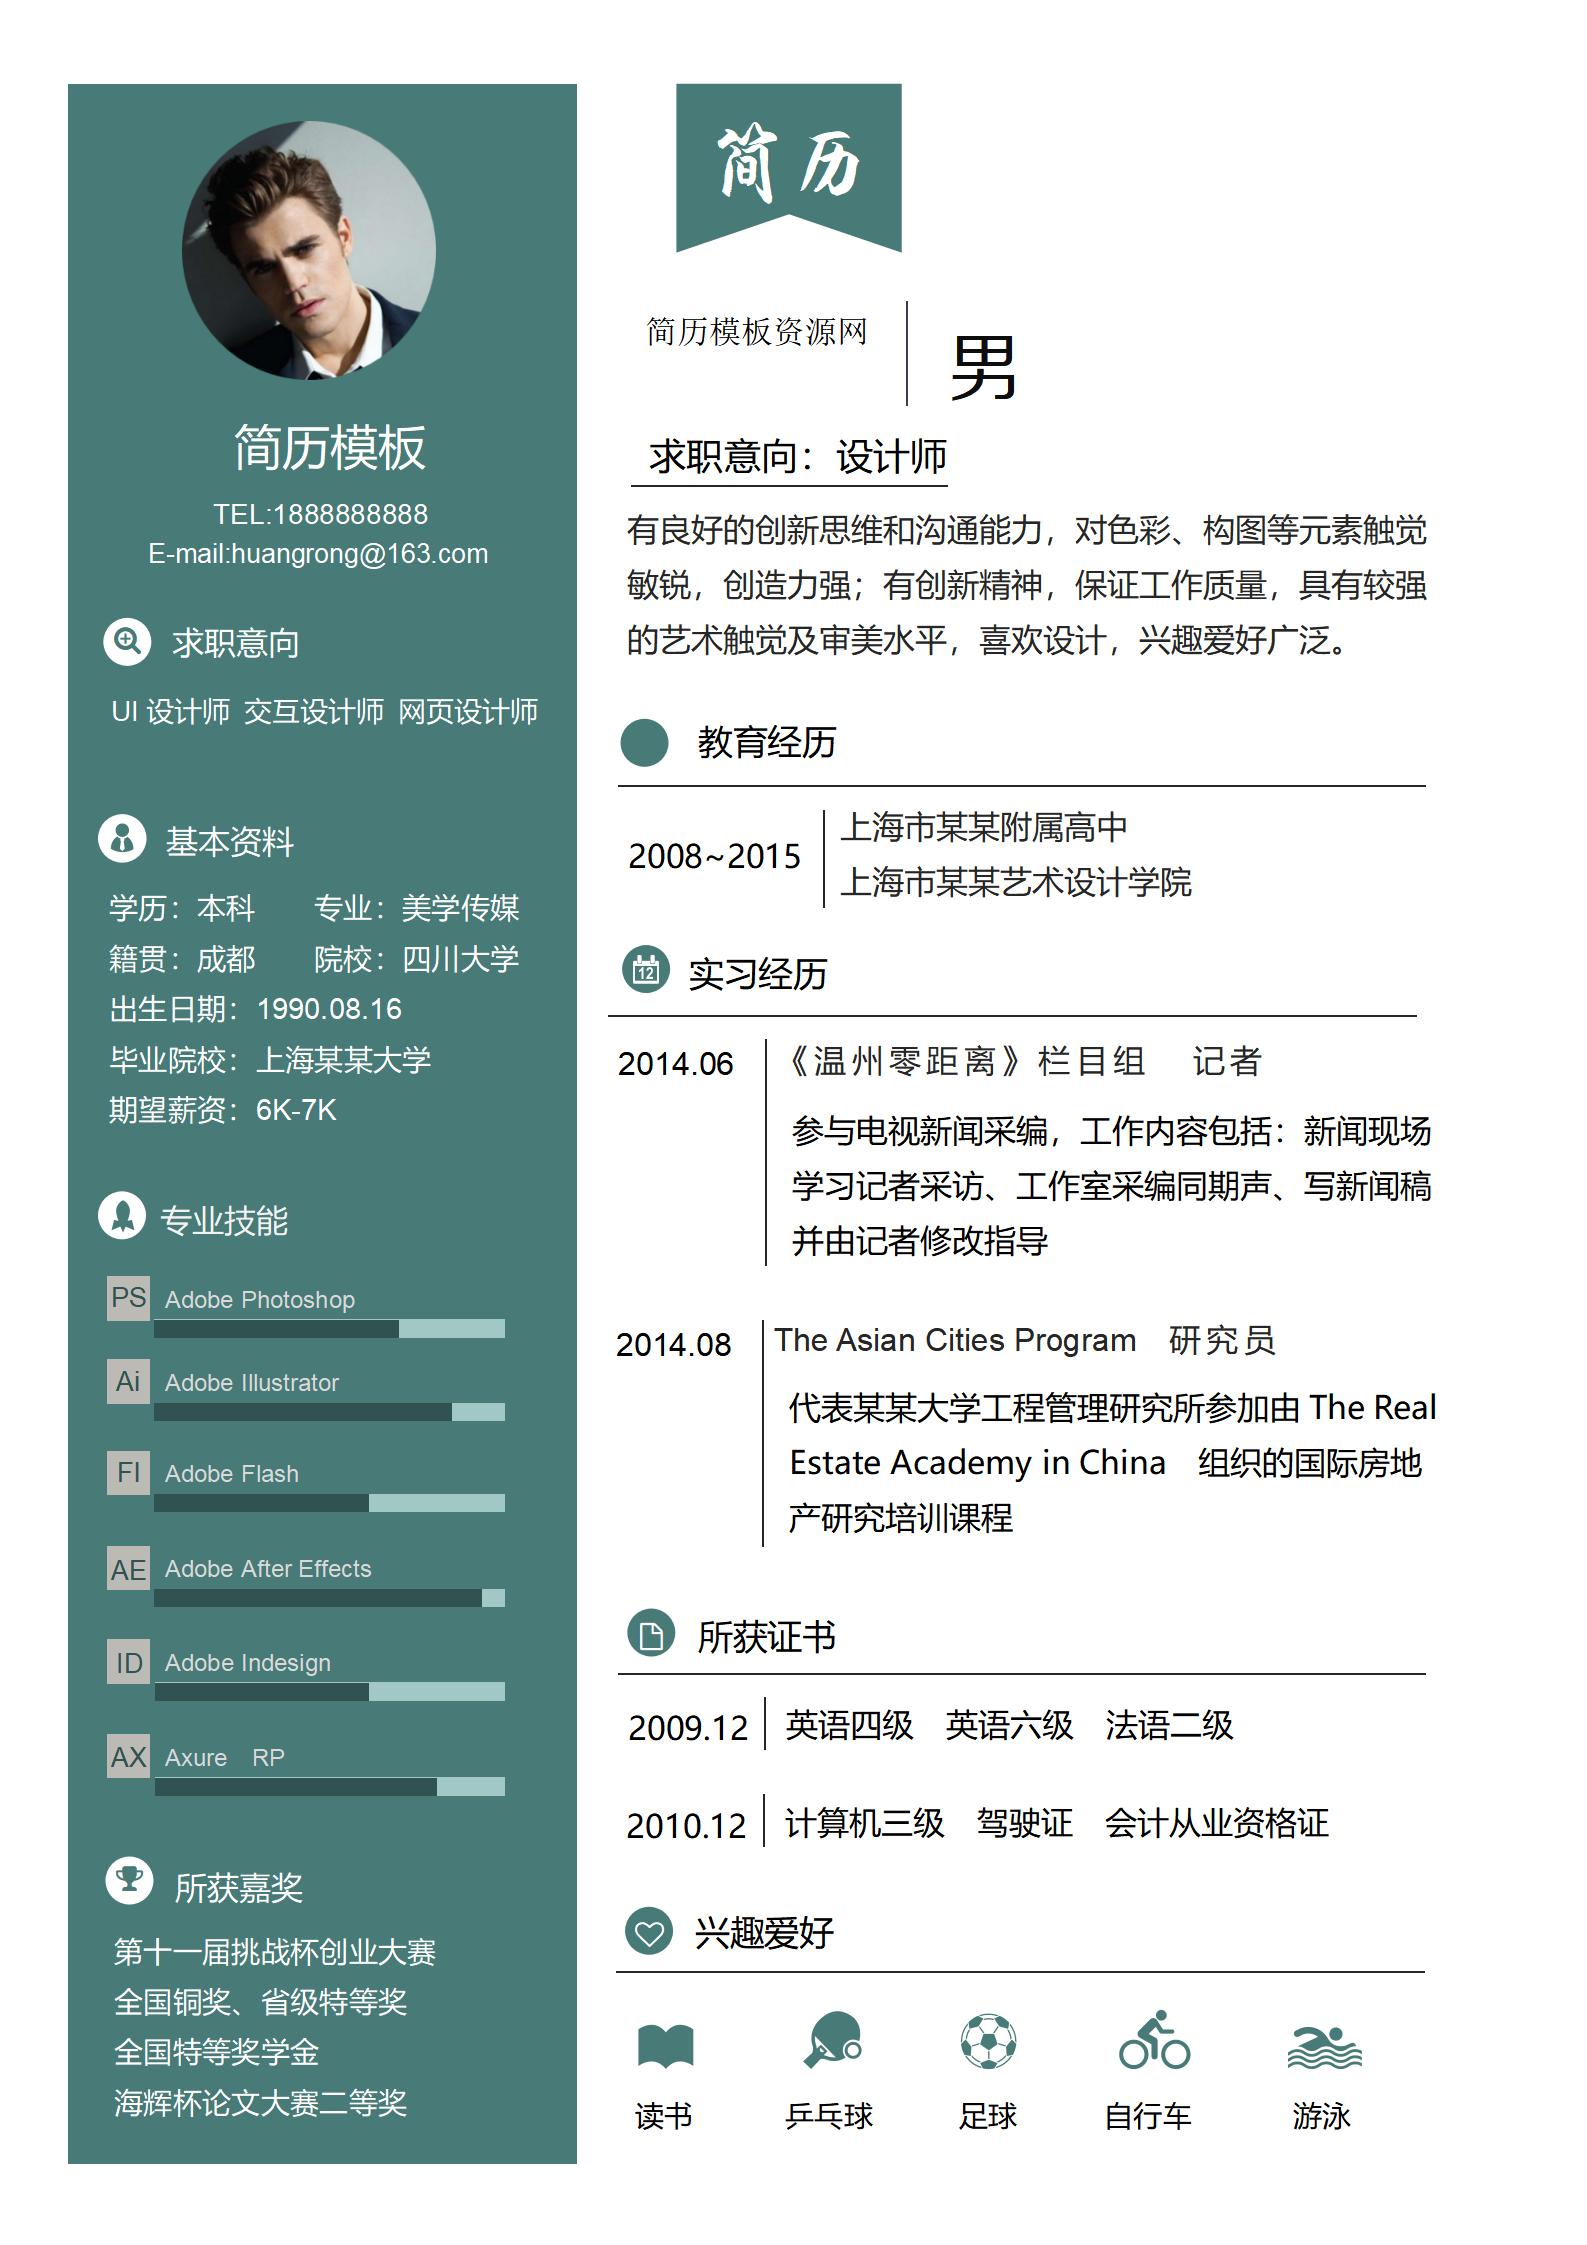 简历模板
TEL:1888888888
E-mail:huangrong@163.com
求职意向
UI 设计师 交互设计师 网页设计师
基本资料
学历：本科 专业：美学传媒
籍贯：成都 院校：四川大学
出生日期：1990.08.16
毕业院校：上海某某大学
期望薪资：6K-7K
专业技能
PS Adobe Photoshop
Ai Adobe Illustrator
Fl Adobe Flash
AE Adobe After Effects
ID Adobe Indesign
AX Axure RP
所获嘉奖
第十一届挑战杯创业大赛
全国铜奖、省级特等奖
全国特等奖学金
海辉杯论文大赛二等奖
简历
简历模板资源网
男
求职意向：设计师
有良好的创新思维和沟通能力，对色彩、构图等元素触觉
敏锐，创造力强；有创新精神，保证工作质量，具有较强
的艺术触觉及审美水平，喜欢设计，兴趣爱好广泛。
教育经历
2008~2015
上海市某某附属高中
上海市某某艺术设计学院
12
实习经历
2014.06 《温州零距离》栏目组 记者
参与电视新闻采编，工作内容包括：新闻现场
学习记者采访、工作室采编同期声、写新闻稿
并由记者修改指导
2014.08 The Asian Cities Program 研究员
代表某某大学工程管理研究所参加由 The Real
Estate Academy in China 组织的国际房地
产研究培训课程
所获证书
2009.12 英语四级 英语六级 法语二级
2010.12 计算机三级 驾驶证 会计从业资格证
兴趣爱好
读书 乒乓球 足球 自行车 游泳